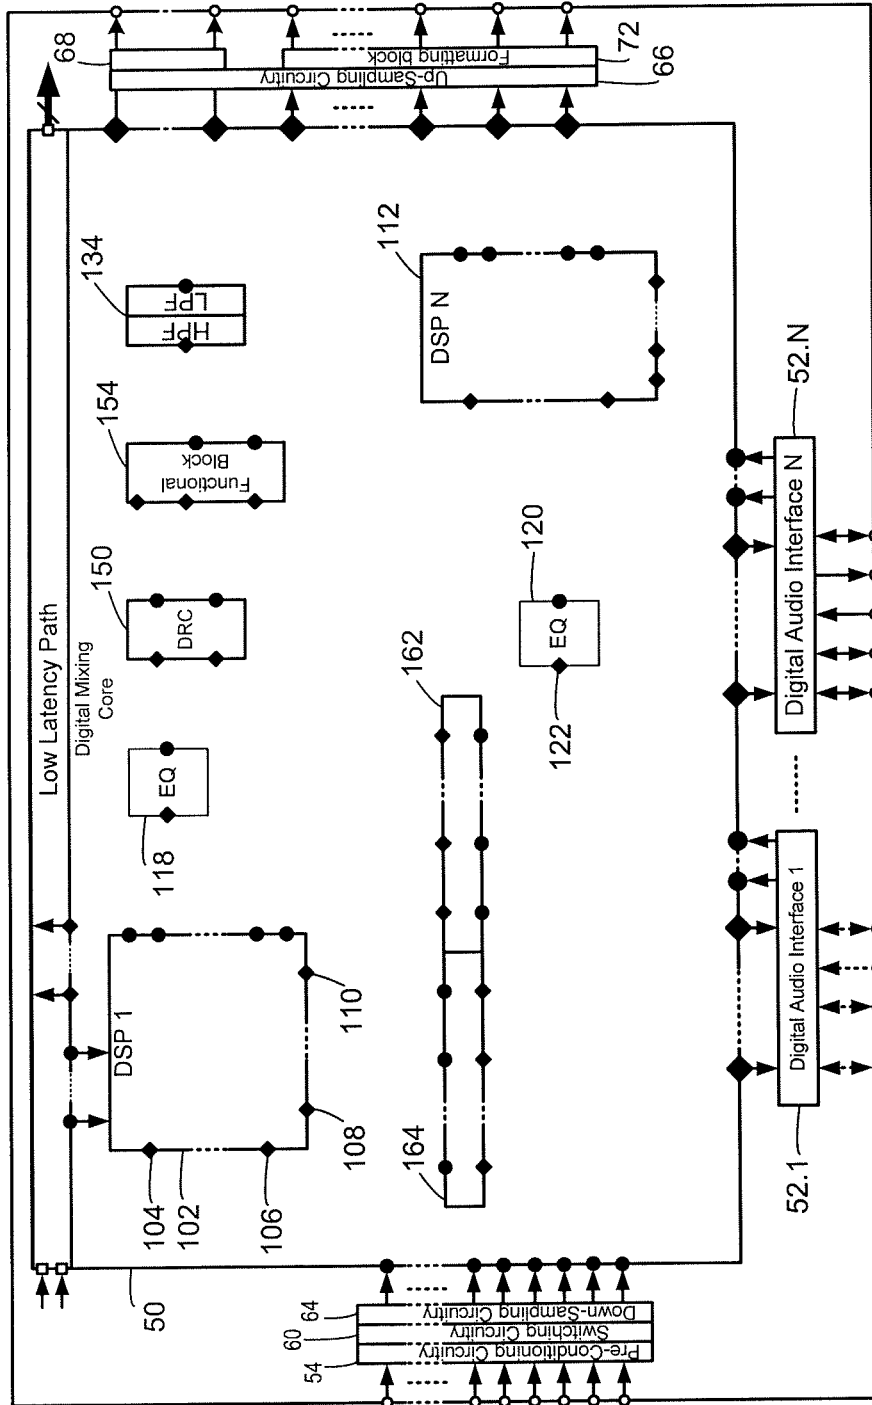 68
Up-Sampling Circuitry
Formatting block
72
66
Low Latency Path
Digital Mixing
Core
134
HPF
LPF
154
Functional
Block
150
DRC
118
EQ
112
DSP N
DSP 1
104
102
106
108
110
120
EQ
122
162
164
50
64
60
54
Down-Sampling Circuitry
Switching Circuitry
Pre-Conditioning Circuitry
52.1
Digital Audio Interface 1
52.N
Digital Audio Interface N